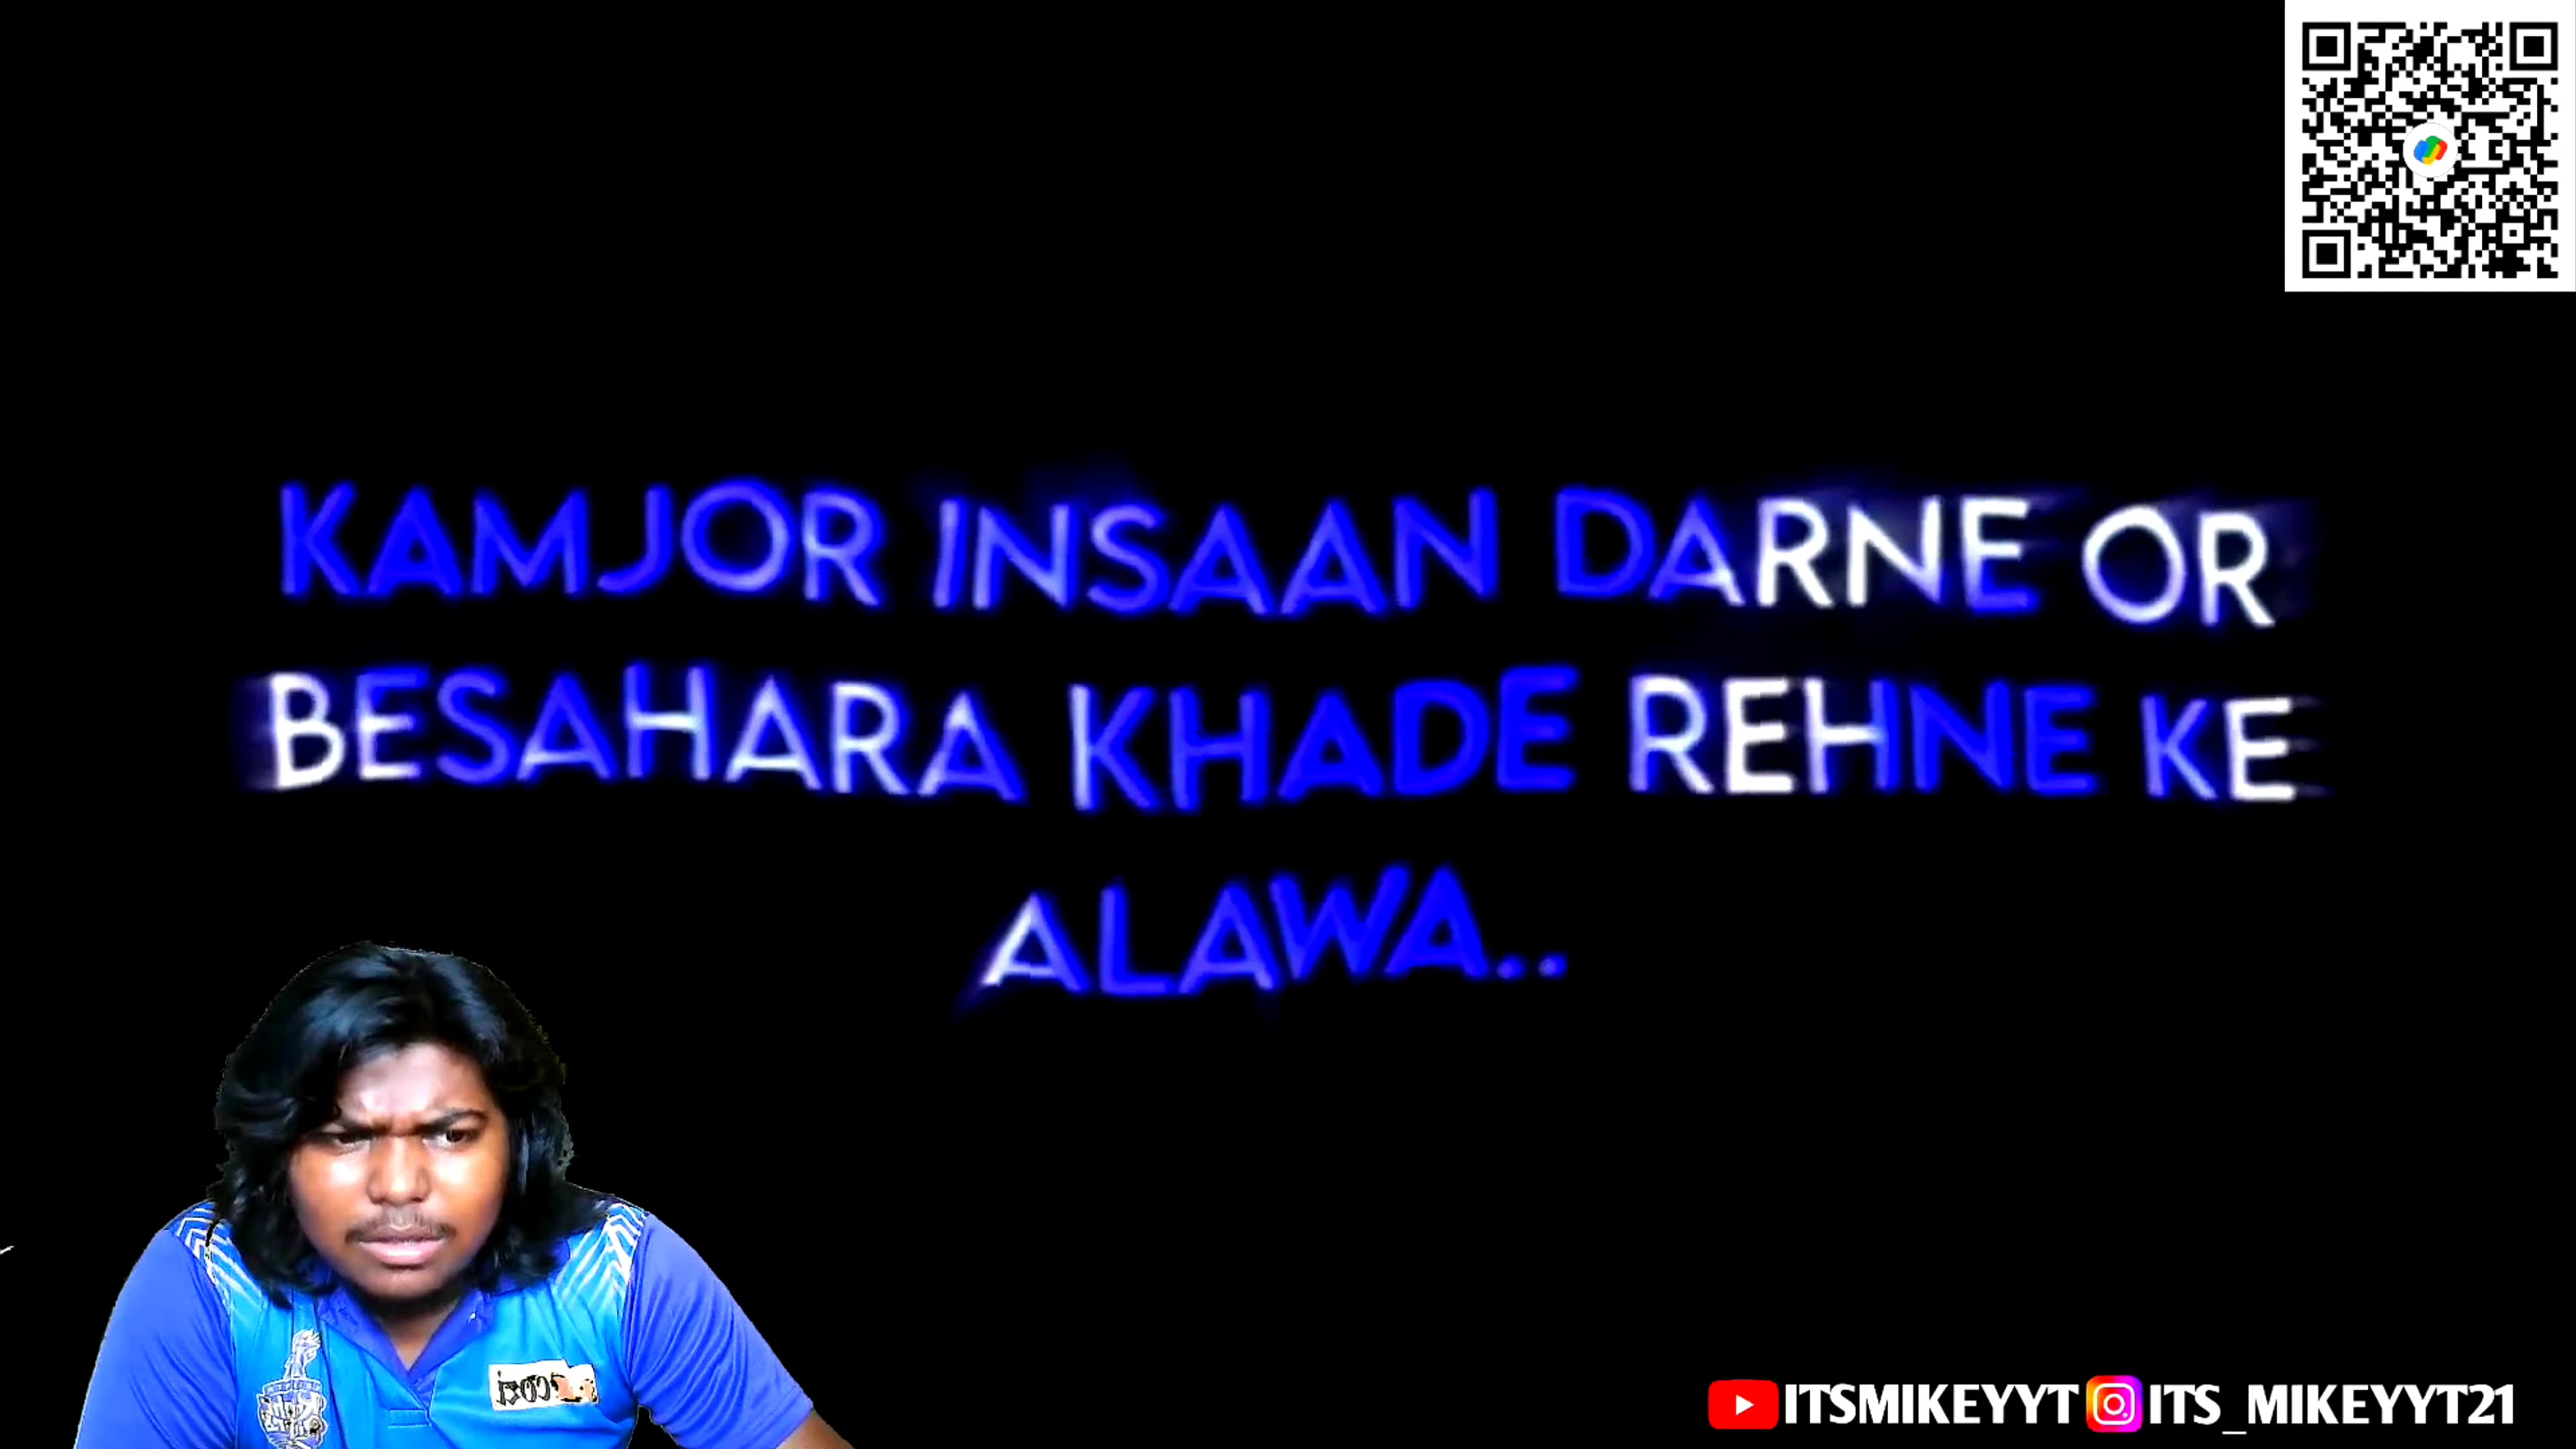 KAMJOR INSAAN DARNE OR
BESAHARA KHADE REHNE KE
ALAWA..
ITSMIKEYYT ITS_MIKEYYT21